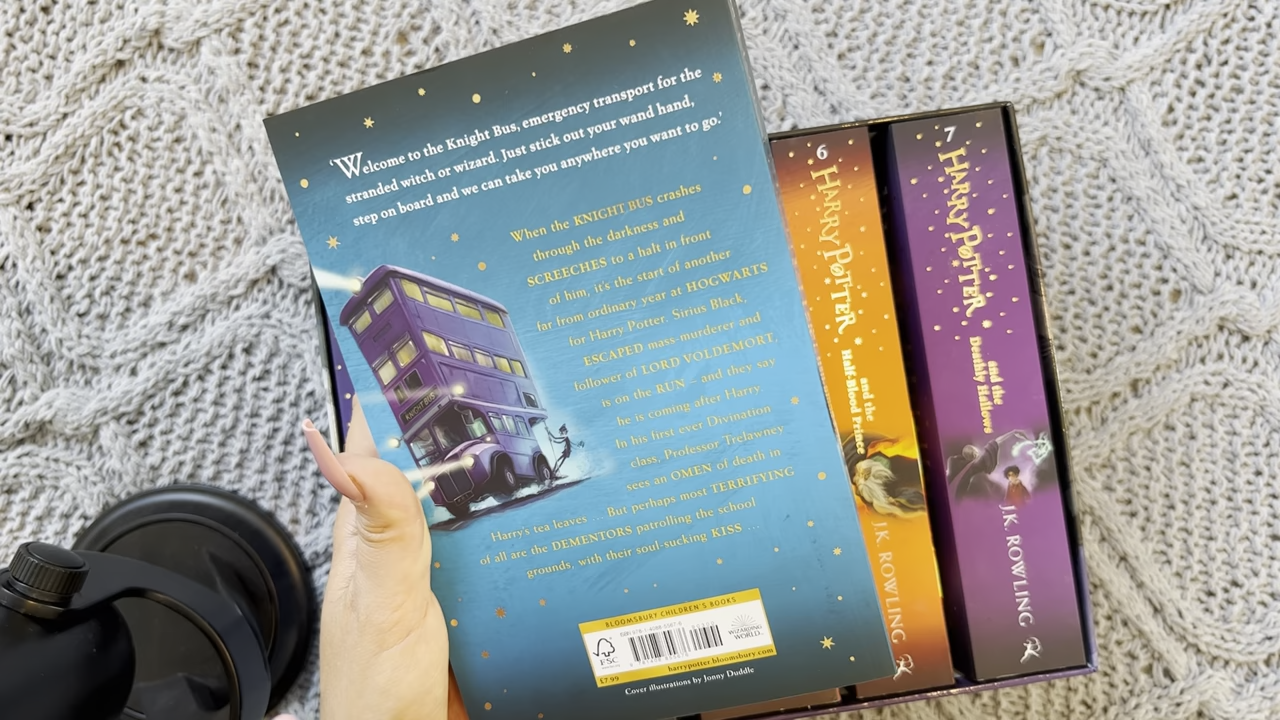 'Welcome to the Knight Bus, emergency transport for the
stranded witch or wizard. Just stick out your wand hand,
step on board and we can take you anywhere you want to go.'
When the KNIGHT BUS crashes
through the darkness and
SCREECHES to a halt in front
of him, it's the start of another
far from ordinary year at HOGWARTS
for Harry Potter. Sirius Black,
ESCAPED mass-murderer and
follower of LORD VOLDEMORT,
is on the RUN – and they say
he is coming after Harry.
In his first ever Divination
class, Professor Trelawney
sees an OMEN of death in
Harry's tea leaves ... But perhaps most TERRIFYING
of all are the DEMENTORS patrolling the school
grounds, with their soul-sucking KISS ...
KNIGHT BUS
BLOOMSBURY CHILDREN'S BOOKS
FSC
WIZARDING
WORLD
£7.99
harrypotter.bloomsbury.com
Cover illustrations by Jonny Duddle
6
HARRY POTTER
and the
Half-Blood Prince
J.K. ROWLING
7
HARRY POTTER
and the
Deathly Hallows
J.K. ROWLING